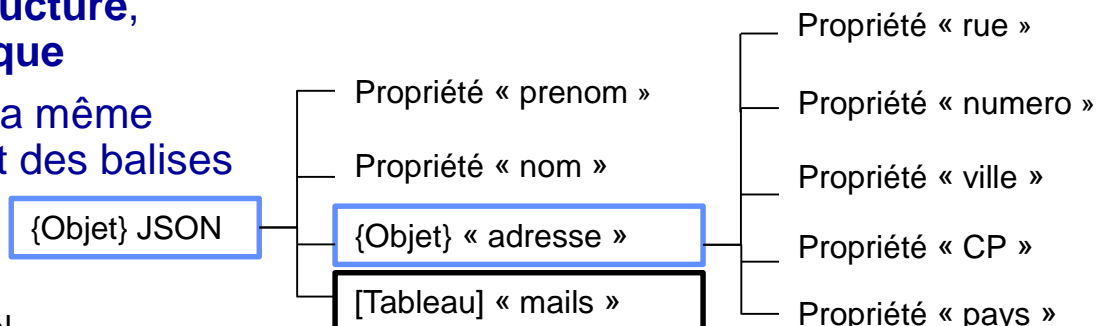 ucture,
que
a même
t des balises
{Objet} JSON
Propriété « prenom »
Propriété « nom »
{Objet} « adresse »
[Tableau] « mails »
Propriété « rue »
Propriété « numero »
Propriété « ville »
Propriété « CP »
Propriété « pays »